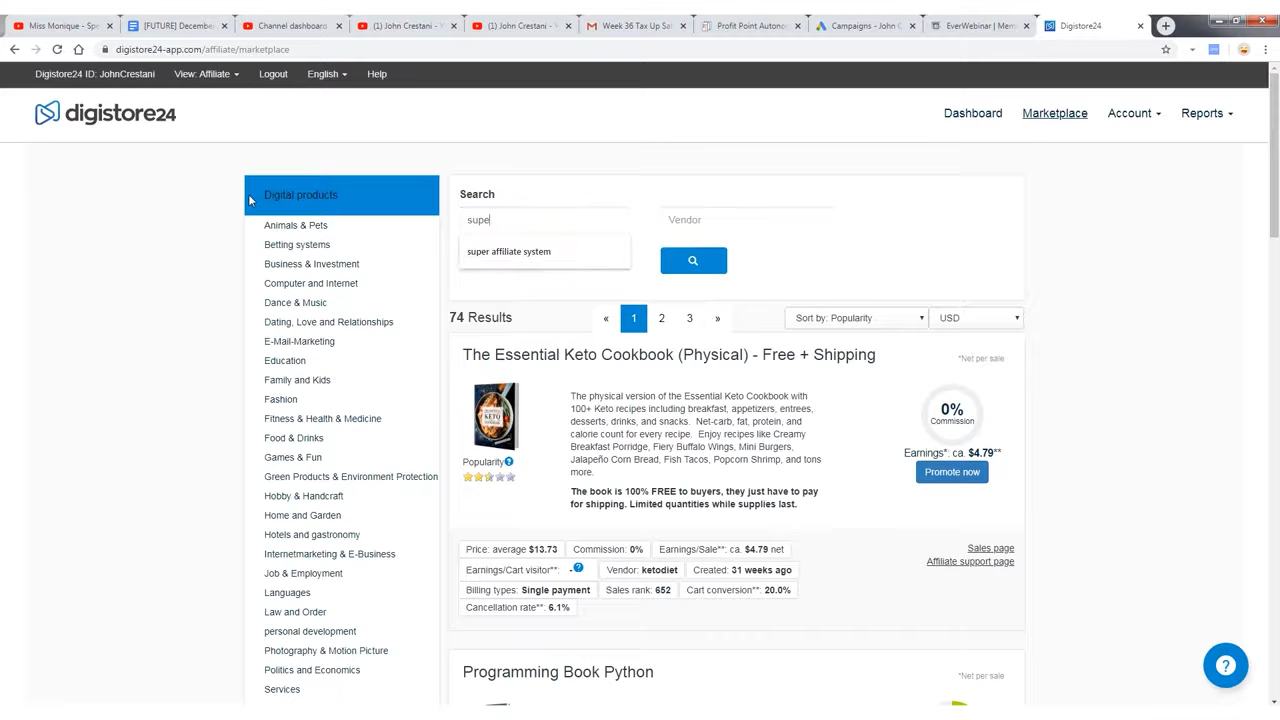 Miss Monique - Spe
[FUTURE] December
Channel dashboard
(1) John Crestani - Y
(1) John Crestani - Y
Week 36 Tax Up Sal
Profit Point Autonom
Campaigns - John C
EverWebinar | Mem
Digistore24
digistore24-app.com/affiliate/marketplace
Digistore24 ID: JohnCrestani
View: Affiliate
Logout
English
Help
digistore24
Dashboard
Marketplace
Account
Reports
Digital products
Animals & Pets
Betting systems
Business & Investment
Computer and Internet
Dance & Music
Dating, Love and Relationships
E-Mail-Marketing
Education
Family and Kids
Fashion
Fitness & Health & Medicine
Food & Drinks
Games & Fun
Green Products & Environment Protection
Hobby & Handcraft
Home and Garden
Hotels and gastronomy
Internetmarketing & E-Business
Job & Employment
Languages
Law and Order
personal development
Photography & Motion Picture
Politics and Economics
Services
Search
supe
Vendor
super affiliate system
74 Results
« 1 2 3 »
Sort by: Popularity
USD
The Essential Keto Cookbook (Physical) - Free + Shipping
*Net per sale
The physical version of the Essential Keto Cookbook with
100+ Keto recipes including breakfast, appetizers, entrees,
desserts, drinks, and snacks. Net-carb, fat, protein, and
calorie count for every recipe. Enjoy recipes like Creamy
Breakfast Porridge, Fiery Buffalo Wings, Mini Burgers,
Jalapeño Corn Bread, Fish Tacos, Popcorn Shrimp, and tons
more.
The book is 100% FREE to buyers, they just have to pay
for shipping. Limited quantities while supplies last.
Popularity
0%
Commission
Earnings*: ca. $4.79**
Promote now
Price: average $13.73
Commission: 0%
Earnings/Sale**: ca. $4.79 net
Earnings/Cart visitor**: -
Vendor: ketodiet
Created: 31 weeks ago
Billing types: Single payment
Sales rank: 652
Cart conversion**: 20.0%
Cancellation rate**: 6.1%
Sales page
Affiliate support page
Programming Book Python
*Net per sale